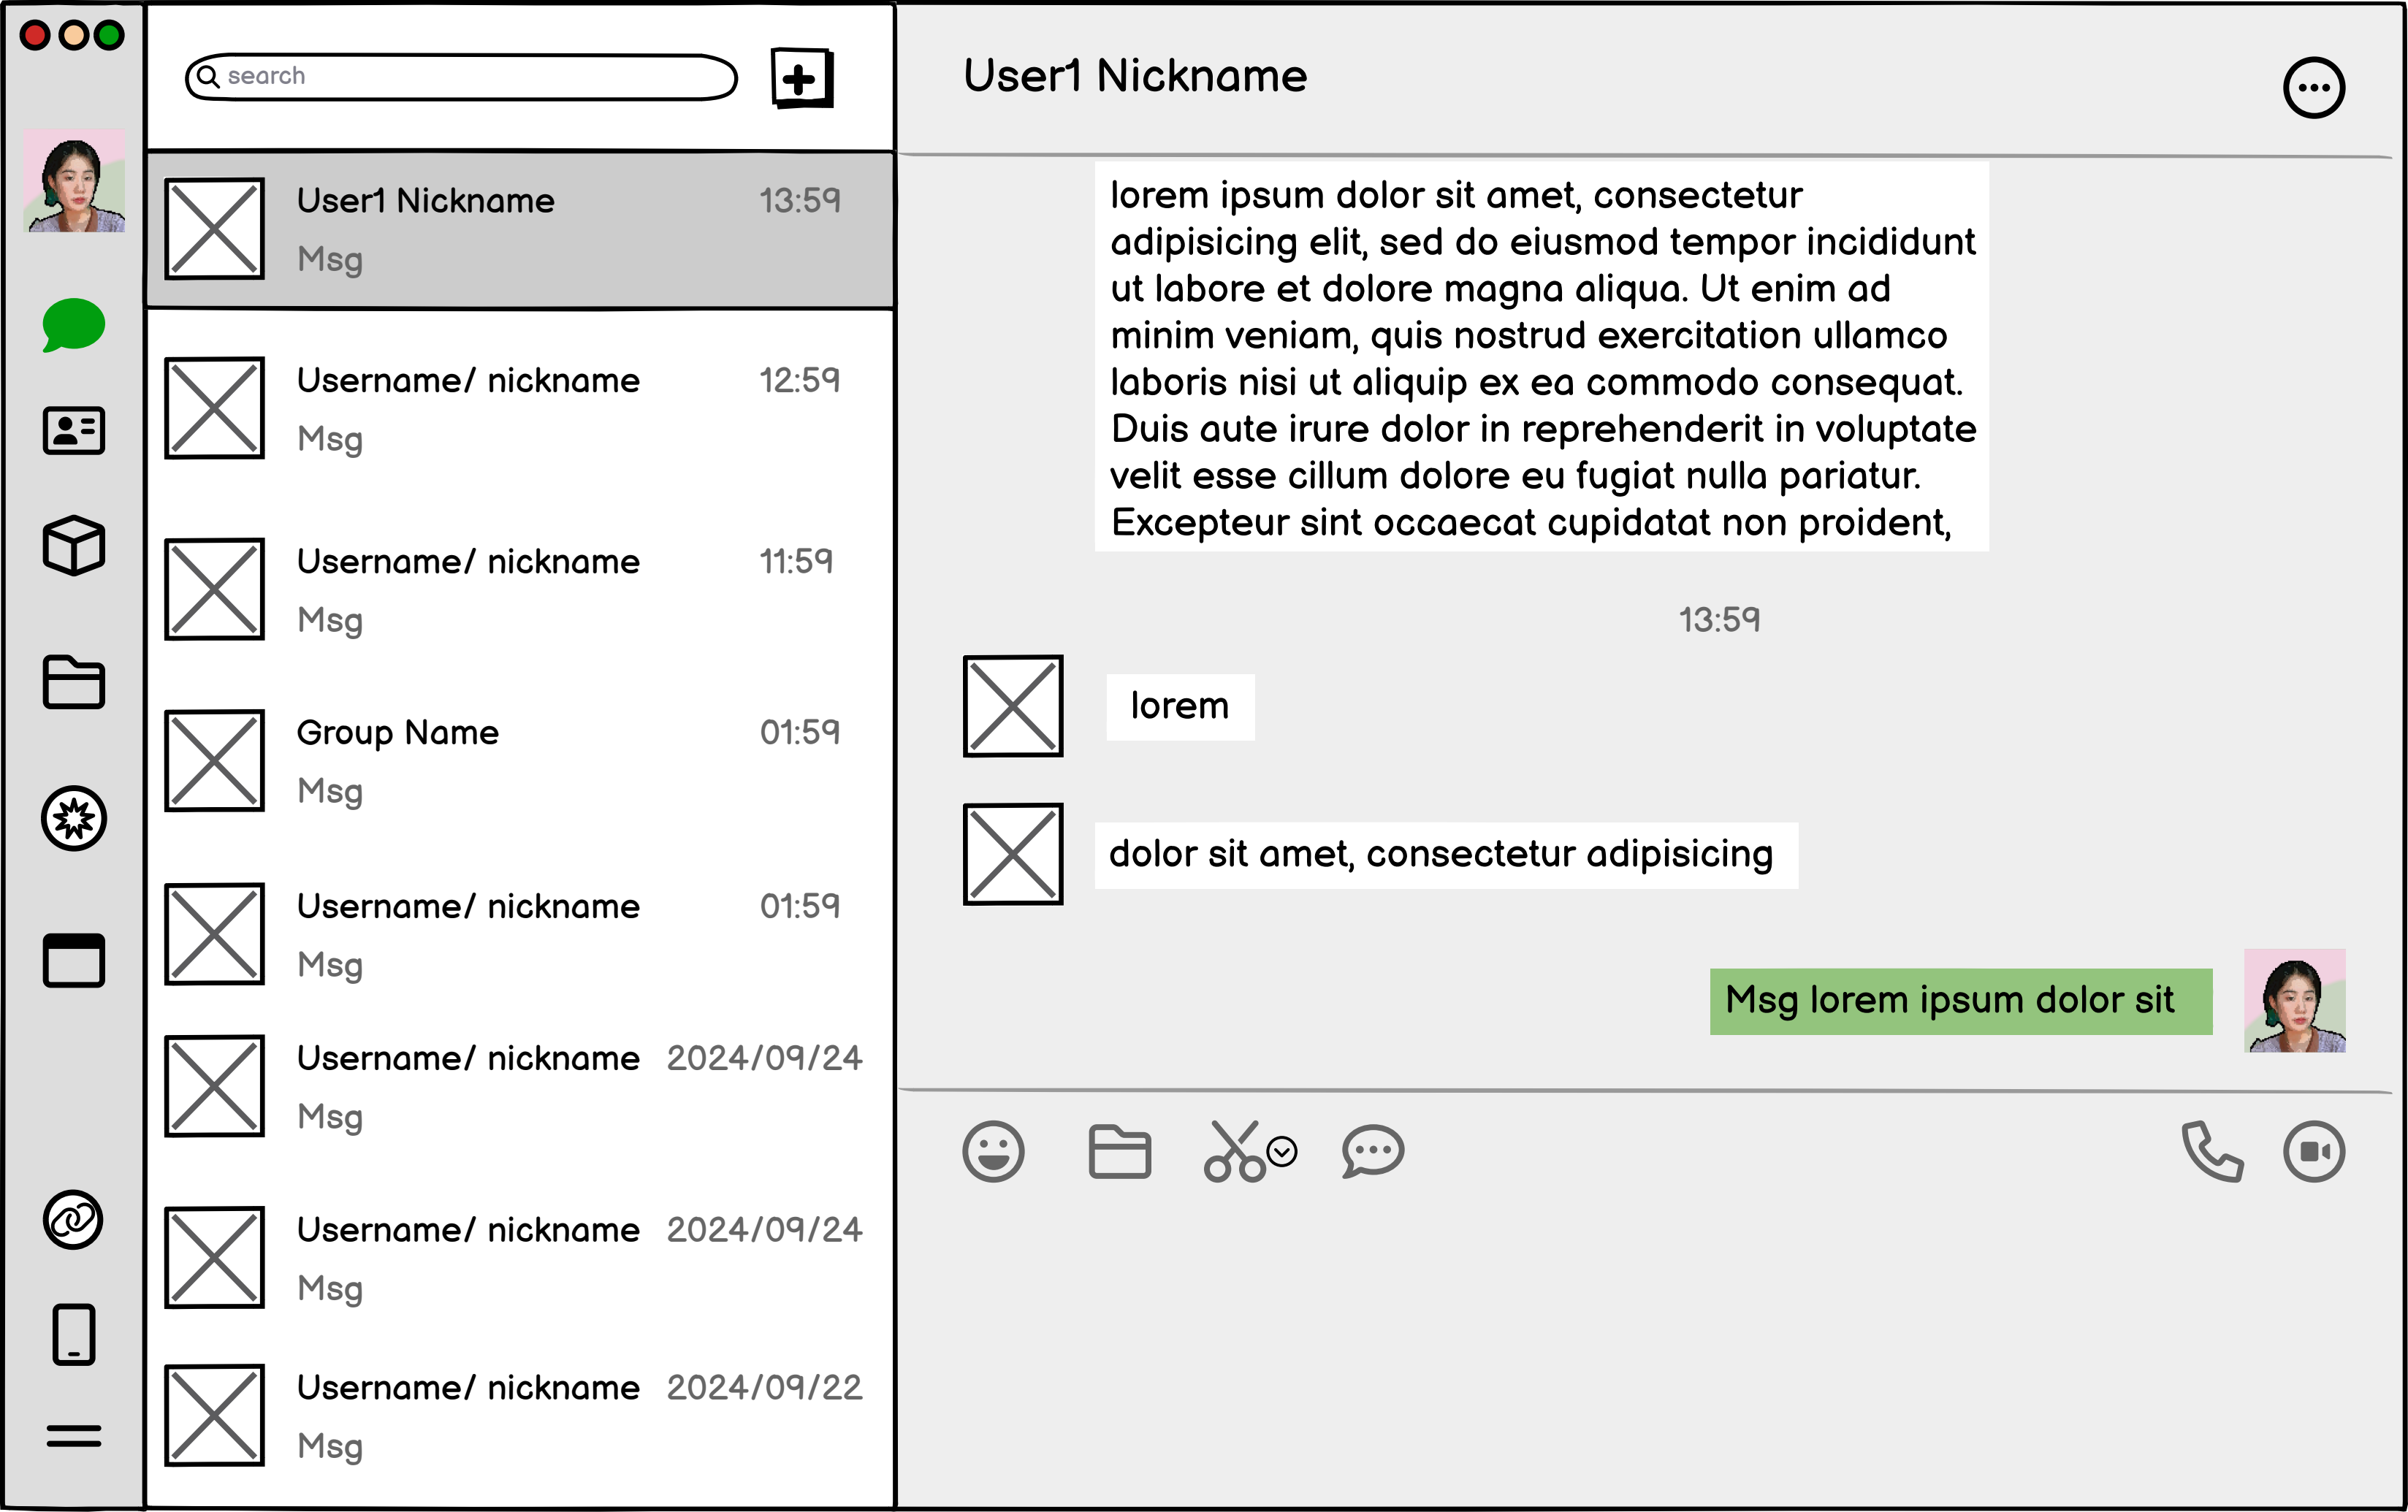 search
User1 Nickname
13:59
Msg
Username/ nickname
12:59
Msg
Username/ nickname
11:59
Msg
Group Name
01:59
Msg
Username/ nickname
01:59
Msg
Username/ nickname
2024/09/24
Msg
Username/ nickname
2024/09/24
Msg
Username/ nickname
2024/09/22
Msg
User1 Nickname
lorem ipsum dolor sit amet, consectetur
adipisicing elit, sed do eiusmod tempor incididunt
ut labore et dolore magna aliqua. Ut enim ad
minim veniam, quis nostrud exercitation ullamco
laboris nisi ut aliquip ex ea commodo consequat.
Duis aute irure dolor in reprehenderit in voluptate
velit esse cillum dolore eu fugiat nulla pariatur.
Excepteur sint occaecat cupidatat non proident,
13:59
lorem
dolor sit amet, consectetur adipisicing
Msg lorem ipsum dolor sit